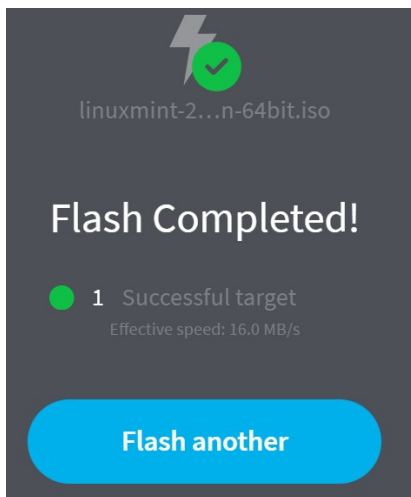 linuxmint-2...n-64bit.iso
Flash Completed!
1 Successful target
Effective speed: 16.0 MB/s
Flash another